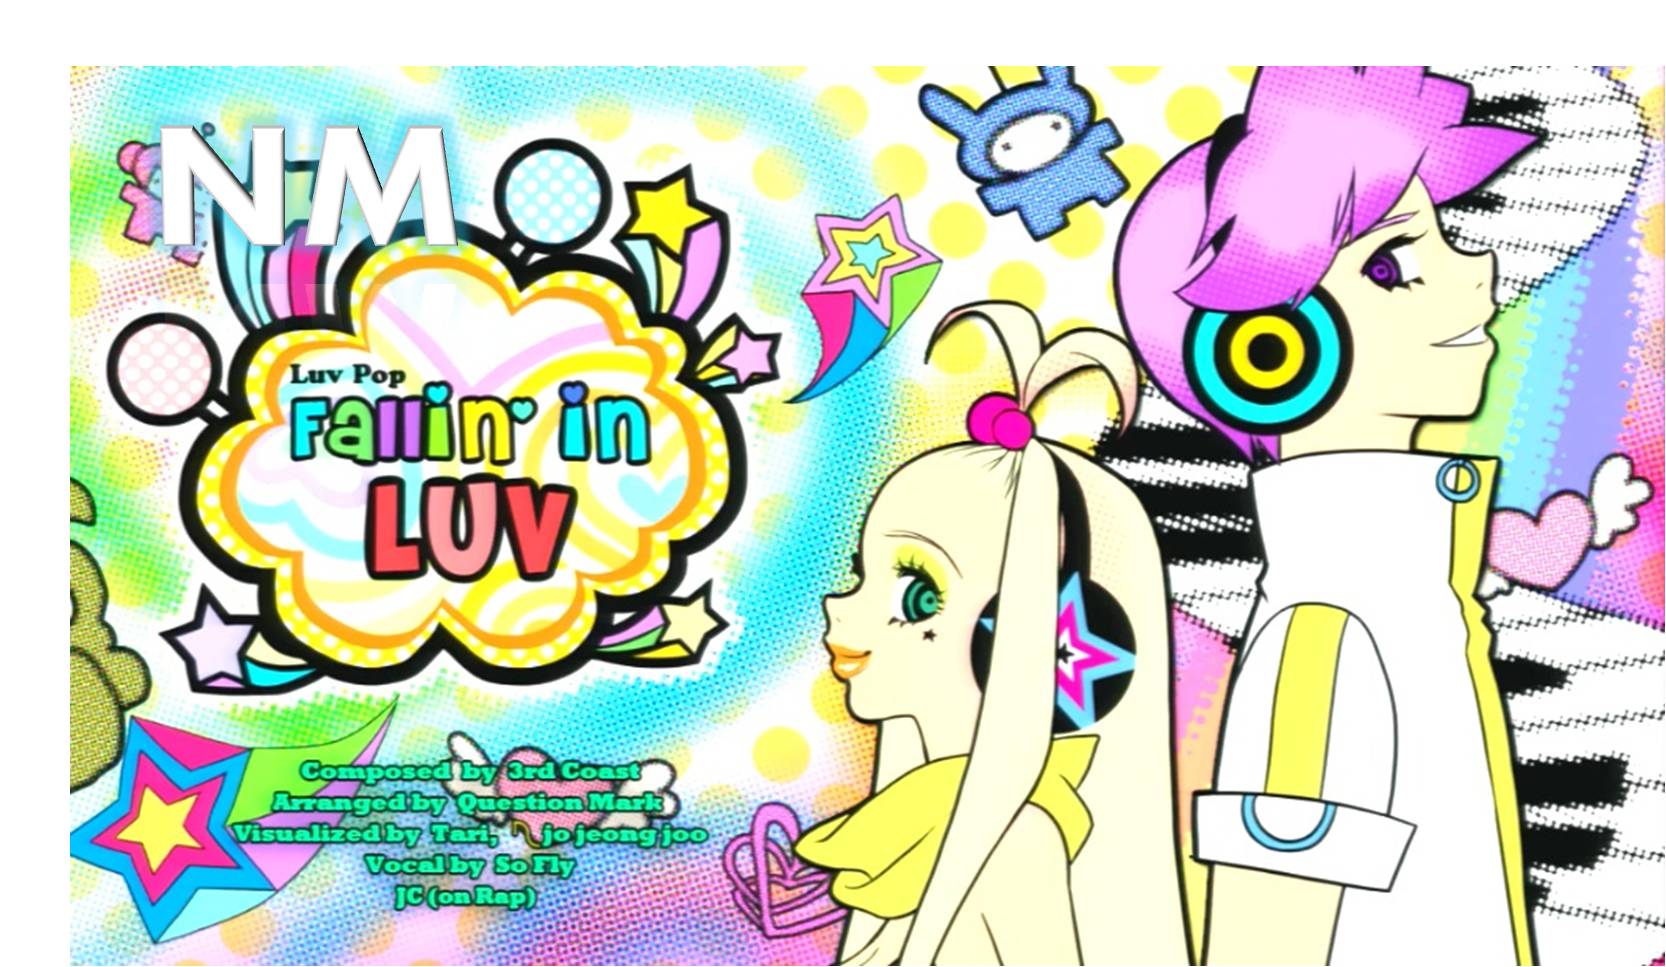 NM
Luv Pop
Fallin' in
LUV
Composed by 3rd Coast
Arranged by Question Mark
Visualized by Tari, jo jeong joo
Vocal by So Fly
JC (on Rap)